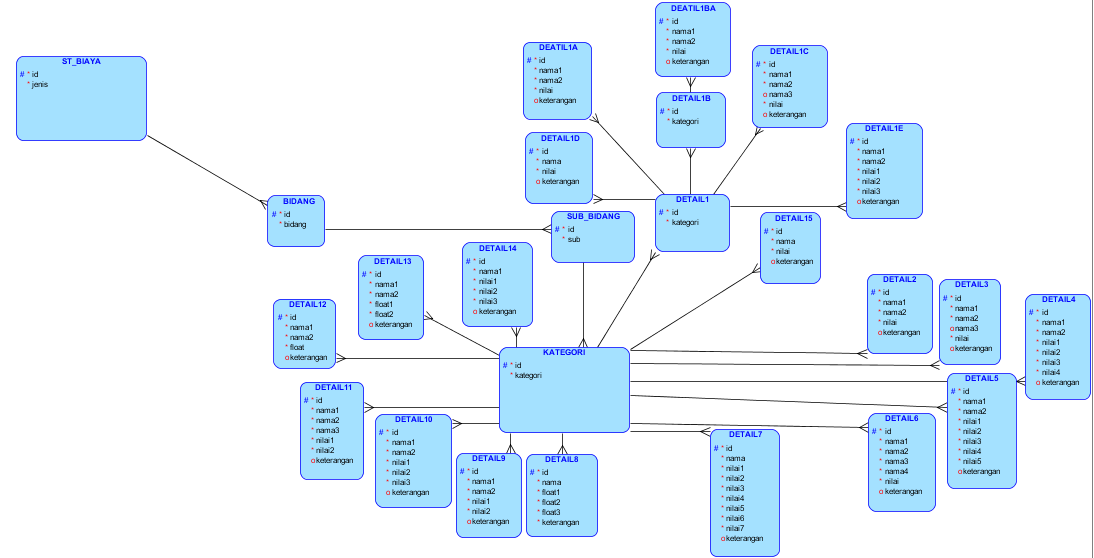 ST_BIAYA
# * id
* jenis
BIDANG
# * id
* bidang
SUB_BIDANG
# * id
* sub
DEATIL1A
# * id
* nama1
* nama2
* nilai
o keterangan
DEATIL1BA
# * id
* nama1
* nama2
* nilai
o keterangan
DETAIL1B
# * id
* kategori
DETAIL1C
# * id
* nama1
* nama2
o nama3
* nilai
o keterangan
DETAIL1D
# * id
* nama
* nilai
o keterangan
DETAIL1E
# * id
* nama1
* nama2
* nilai1
* nilai2
* nilai3
o keterangan
DETAIL1
# * id
* kategori
DETAIL15
# * id
* nama
* nilai
o keterangan
DETAIL14
# * id
* nama1
* nilai1
* nilai2
* nilai3
o keterangan
DETAIL13
# * id
* nama1
* nama2
* float1
* float2
o keterangan
DETAIL12
# * id
* nama1
* nama2
* float
o keterangan
KATEGORI
# * id
* kategori
DETAIL2
# * id
* nama1
* nama2
* nilai
o keterangan
DETAIL3
# * id
* nama1
* nama2
o nama3
* nilai
o keterangan
DETAIL4
# * id
* nama1
* nama2
* nilai1
* nilai2
* nilai3
* nilai4
o keterangan
DETAIL5
# * id
* nama1
* nama2
* nilai1
* nilai2
* nilai3
* nilai4
* nilai5
o keterangan
DETAIL11
# * id
* nama1
* nama2
* nama3
* nilai1
* nilai2
o keterangan
DETAIL10
# * id
* nama1
* nama2
* nilai1
* nilai2
* nilai3
o keterangan
DETAIL9
# * id
* nama1
* nama2
* nilai1
* nilai2
o keterangan
DETAIL8
# * id
* nama
* float1
* float2
* float3
* keterangan
DETAIL7
# * id
* nama
* nilai1
* nilai2
* nilai3
* nilai4
* nilai5
* nilai6
* nilai7
o keterangan
DETAIL6
# * id
* nama1
* nama2
* nama3
* nama4
* nilai
o keterangan